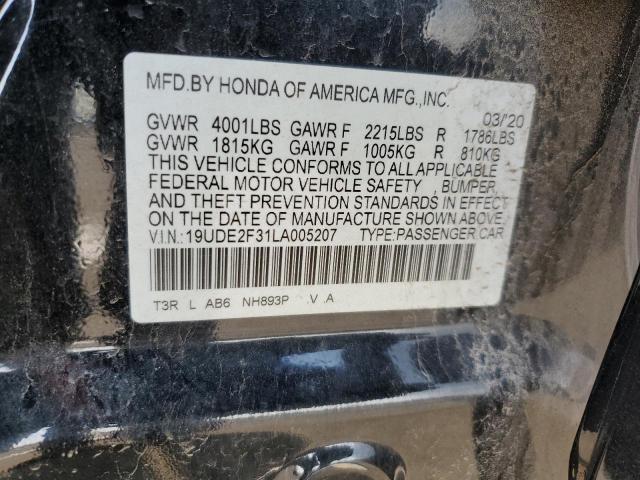 MFD.BY HONDA OF AMERICA MFG.,INC.
03/'20
GVWR 4001LBS GAWR F 2215LBS R 1786LBS
GVWR 1815KG GAWR F 1005KG R 810KG
THIS VEHICLE CONFORMS TO ALL APPLICABLE
FEDERAL MOTOR VEHICLE SAFETY , BUMPER,
AND THEFT PREVENTION STANDARDS IN EFFECT
ON THE DATE OF MANUFACTURE SHOWN ABOVE.
V.I.N.:19UDE2F31LA005207 TYPE:PASSENGER CAR
T3R L AB6 NH893P .V .A